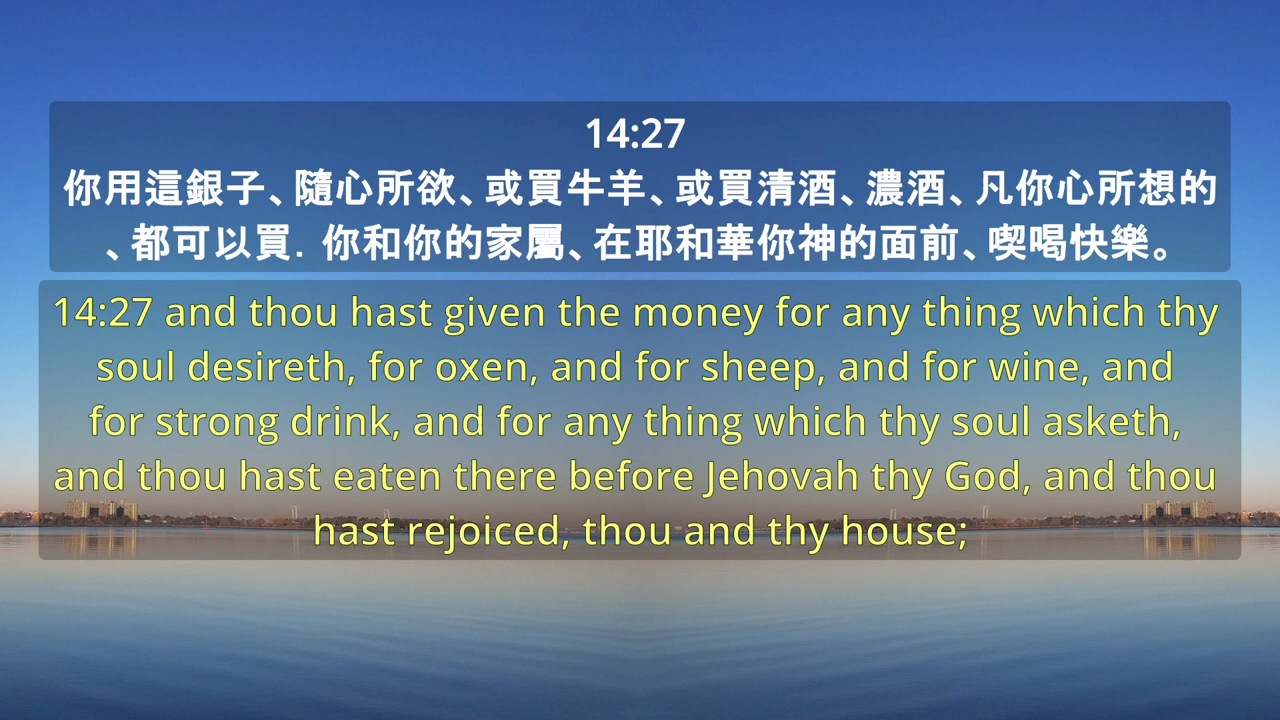 14:27
你用這銀子、隨心所欲、或買牛羊、或買清酒、濃酒、凡你心所想的
、都可以買．你和你的家屬、在耶和華你神的面前、喫喝快樂。
14:27 and thou hast given the money for any thing which thy
soul desireth, for oxen, and for sheep, and for wine, and
for strong drink, and for any thing which thy soul asketh,
and thou hast eaten there before Jehovah thy God, and thou
hast rejoiced, thou and thy house;